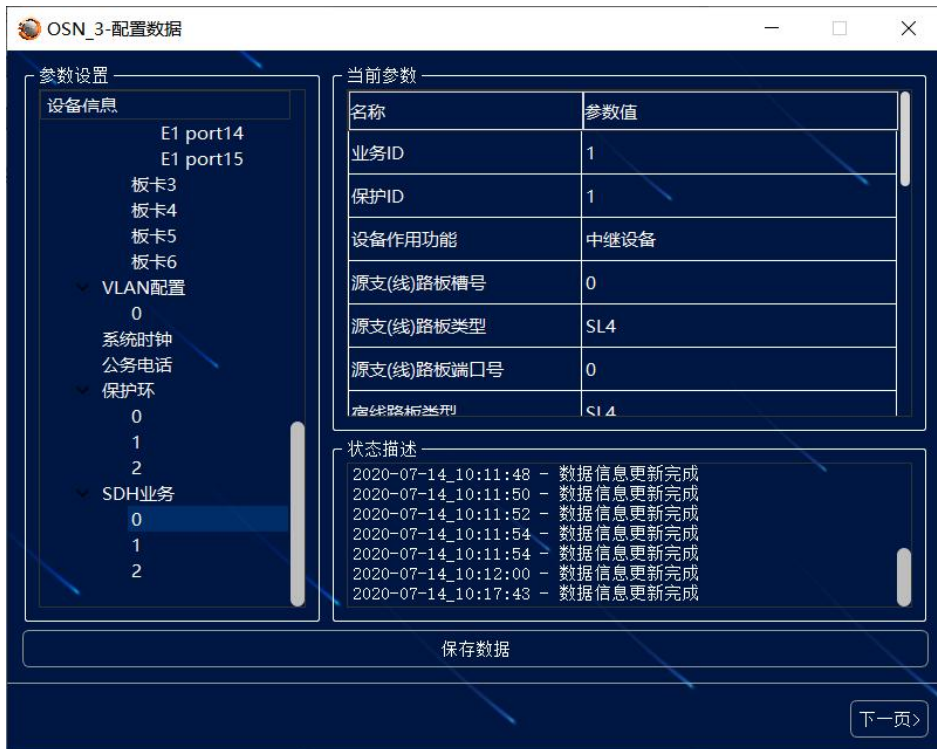 OSN_3-配置数据
参数设置
设备信息
E1 port14
E1 port15
板卡3
板卡4
板卡5
板卡6
VLAN配置
0
系统时钟
公务电话
保护环
0
1
2
SDH业务
0
1
2
当前参数
名称 参数值
业务ID 1
保护ID 1
设备作用功能 中继设备
源支(线)路板槽号 0
源支(线)路板类型 SL4
源支(线)路板端口号 0
宿线路板类型 SL4
状态描述
2020-07-14_10:11:48 - 数据信息更新完成
2020-07-14_10:11:50 - 数据信息更新完成
2020-07-14_10:11:52 - 数据信息更新完成
2020-07-14_10:11:54 - 数据信息更新完成
2020-07-14_10:11:54 - 数据信息更新完成
2020-07-14_10:12:00 - 数据信息更新完成
2020-07-14_10:17:43 - 数据信息更新完成
保存数据
下一页>